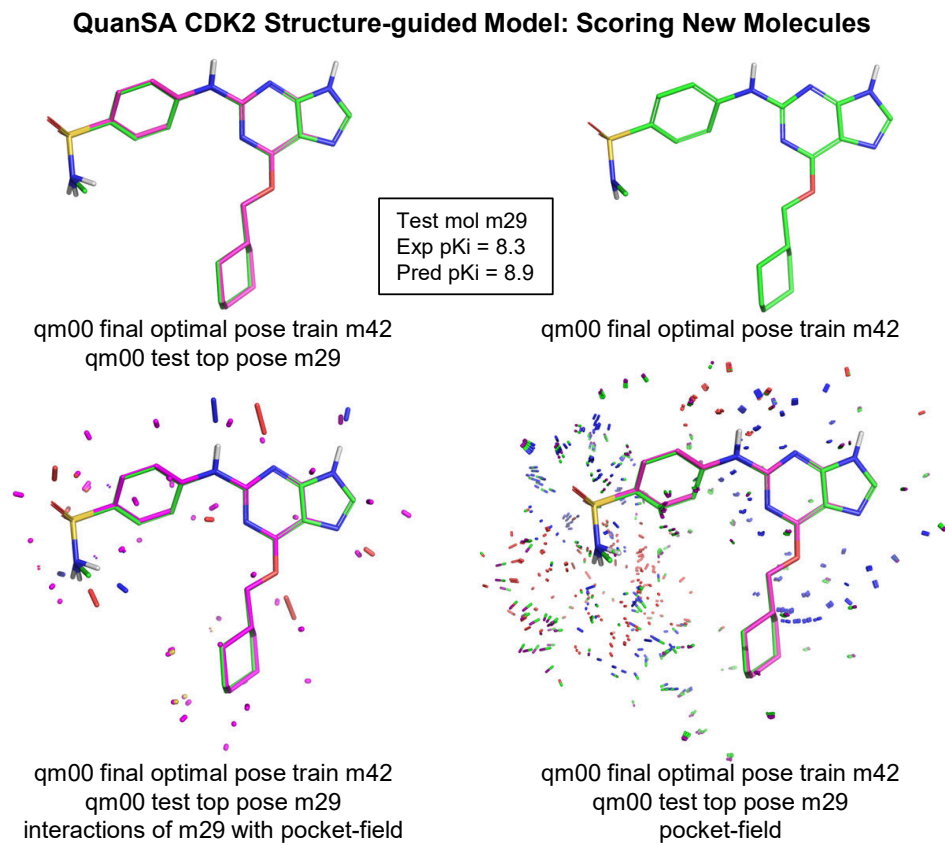 QuanSA CDK2 Structure-guided Model: Scoring New Molecules
Test mol m29
Exp pKi = 8.3
Pred pKi = 8.9
qm00 final optimal pose train m42
qm00 test top pose m29
qm00 final optimal pose train m42
qm00 final optimal pose train m42
qm00 test top pose m29
interactions of m29 with pocket-field
qm00 final optimal pose train m42
qm00 test top pose m29
pocket-field